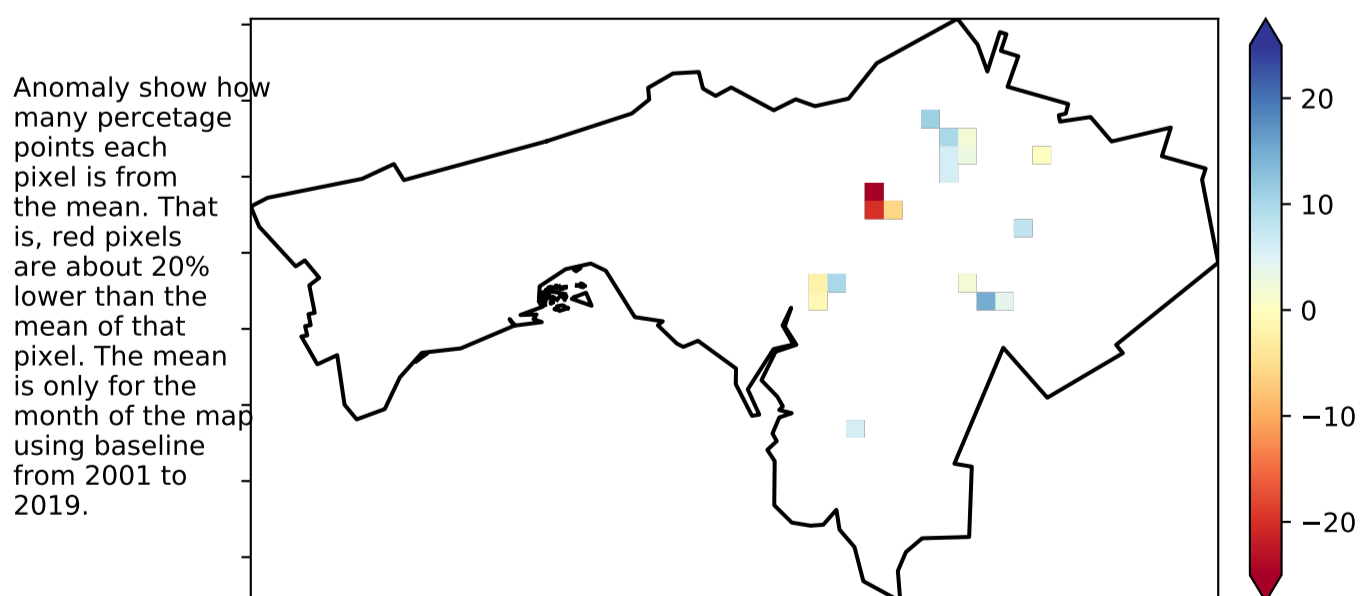 Anomaly show how
many percetage
points each
pixel is from
the mean. That
is, red pixels
are about 20%
lower than the
mean of that
pixel. The mean
is only for the
month of the map
using baseline
from 2001 to
2019.
20
10
0
−10
−20